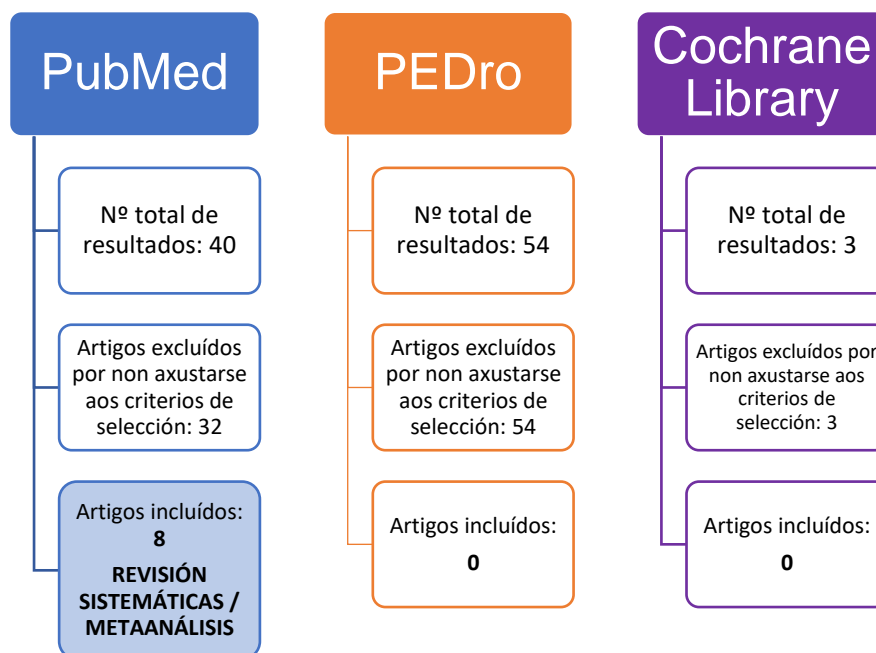 PubMed
Nº total de
resultados: 40
Artigos excluídos
por non axustarse
aos criterios de
selección: 32
Artigos incluídos:
8
REVISIÓN
SISTEMÁTICAS /
METAANÁLISIS
PEDro
Nº total de
resultados: 54
Artigos excluídos
por non axustarse
aos criterios de
selección: 54
Artigos incluídos:
0
Cochrane
Library
Nº total de
resultados: 3
Artigos excluídos por
non axustarse aos
criterios de
selección: 3
Artigos incluídos:
0